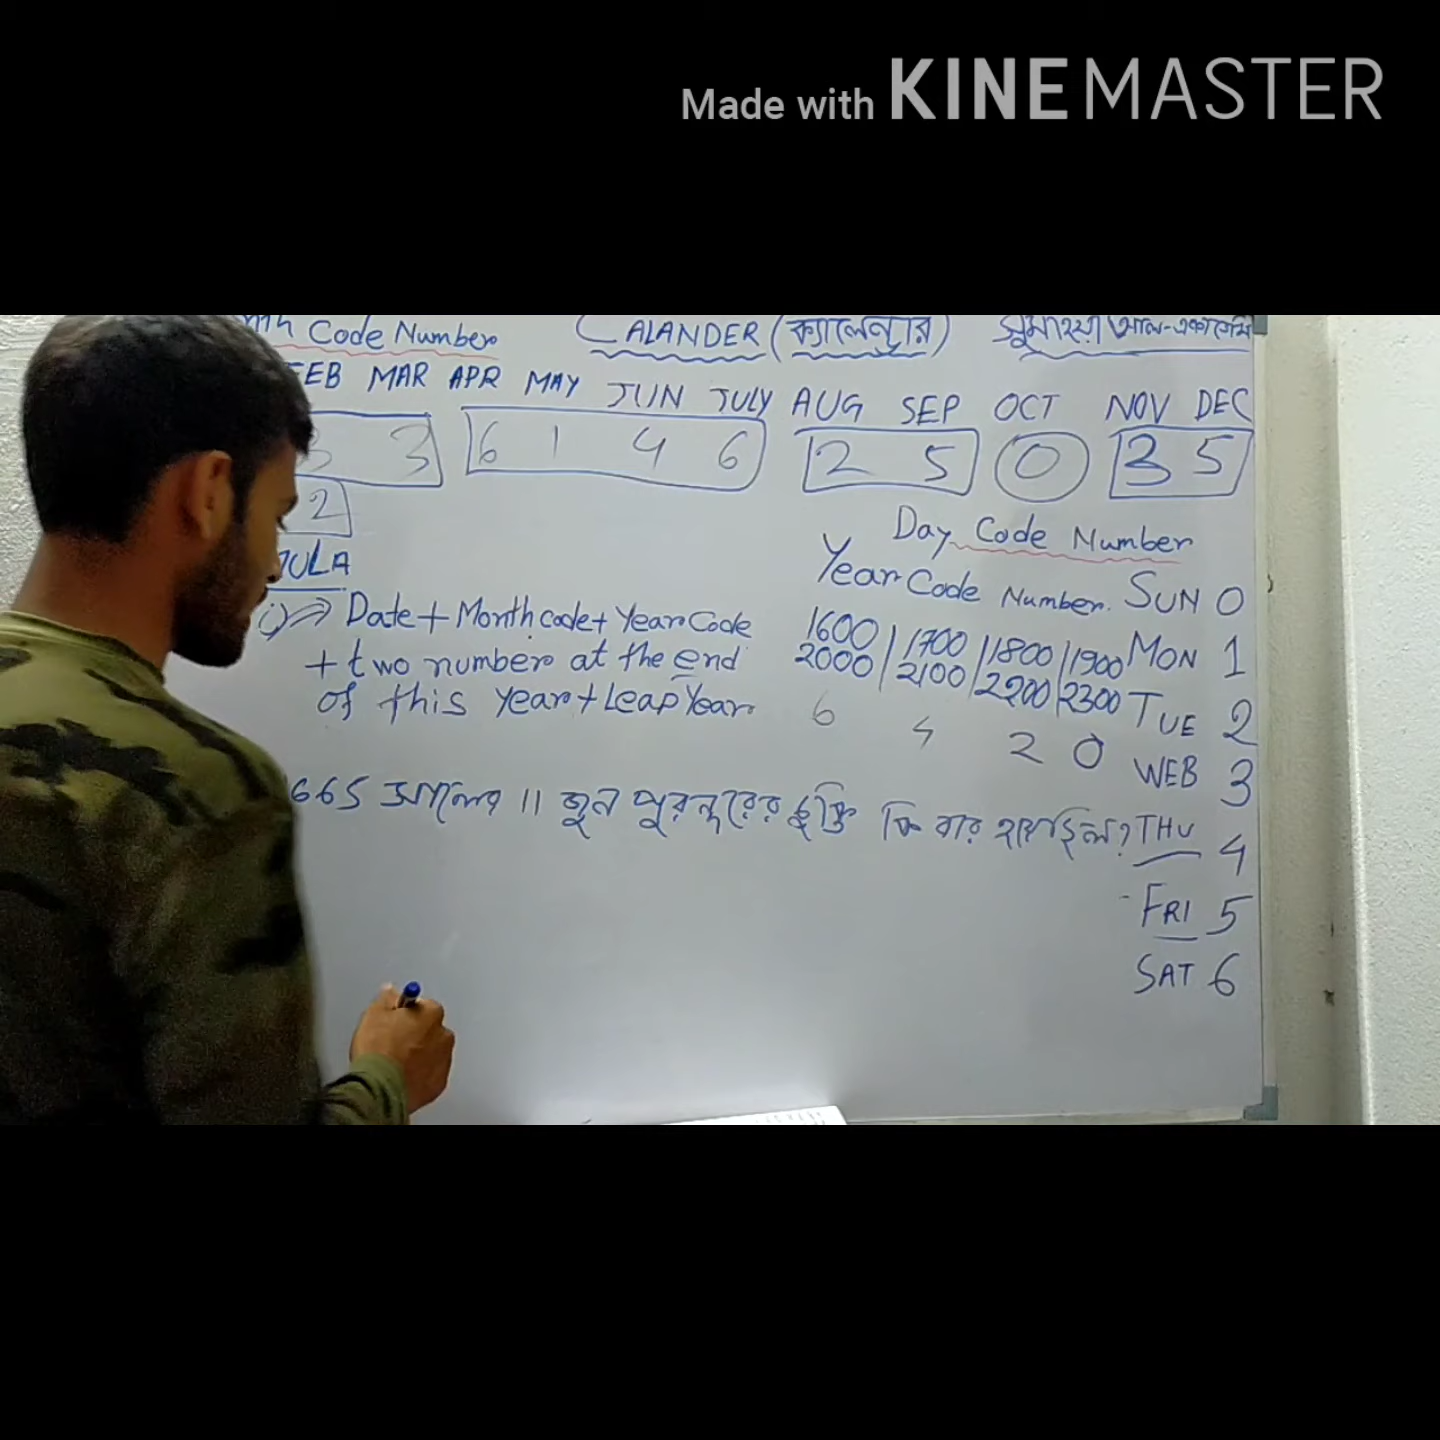 Made with KINEMASTER
Code Number CALANDER (ক্যালেন্ডার) সুমাইয়া
FEB MAR APR MAY JUN JULY AUG SEP OCT NOV DEC
3 6 1 4 6 2 5 0 3 5
2
Day Code Number
ULA
Year Code Number. SUN 0
i) ⇒ Date + Month code + Year Code
+ two number at the end
of this year + Leap Year.
1600 | 1700 | 1800 | 1900 MON 1
2000 | 2100 | 2200 | 2300 TUE 2
6 4 2 0
WEB 3
665 সালের 11 জুন পুরন্দরের চুক্তি কি বার হয়েছিল?
THU 4
FRI 5
SAT 6